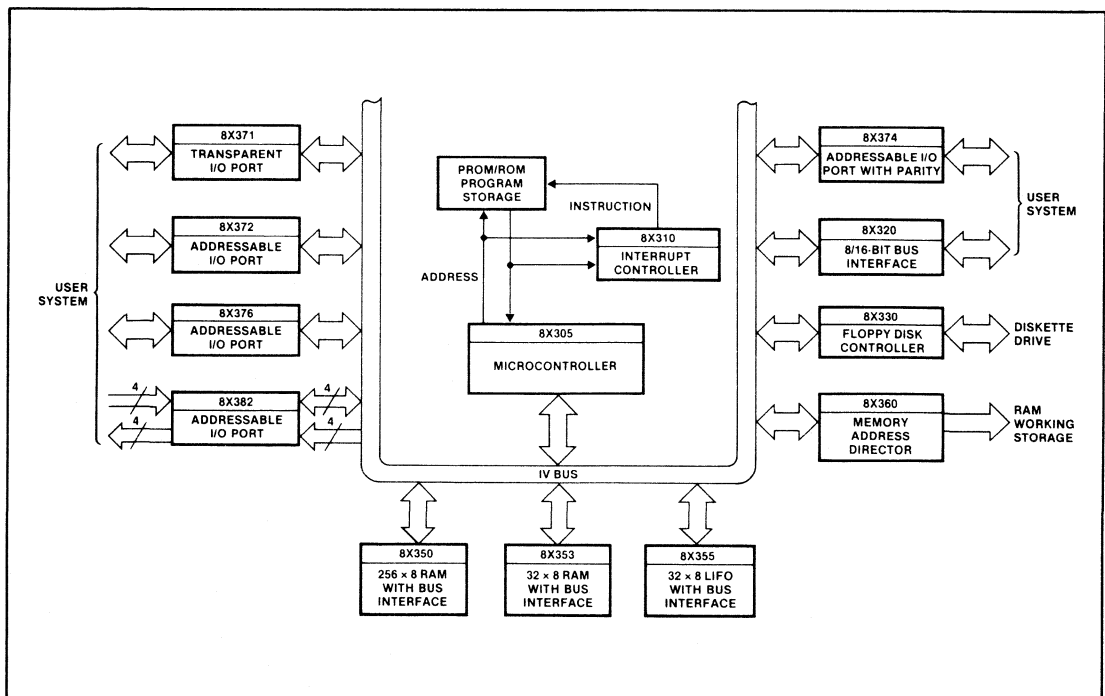 8X371
TRANSPARENT
I/O PORT
8X372
ADDRESSABLE
I/O PORT
USER
SYSTEM
8X376
ADDRESSABLE
I/O PORT
4
4
8X382
ADDRESSABLE
I/O PORT
4
4
PROM/ROM
PROGRAM
STORAGE
INSTRUCTION
8X310
INTERRUPT
CONTROLLER
ADDRESS
8X305
MICROCONTROLLER
IV BUS
8X374
ADDRESSABLE I/O
PORT WITH PARITY
USER
SYSTEM
8X320
8/16-BIT BUS
INTERFACE
8X330
FLOPPY DISK
CONTROLLER
DISKETTE
DRIVE
8X360
MEMORY
ADDRESS
DIRECTOR
RAM
WORKING
STORAGE
8X350
256 × 8 RAM
WITH BUS
INTERFACE
8X353
32 × 8 RAM
WITH BUS
INTERFACE
8X355
32 × 8 LIFO
WITH BUS
INTERFACE